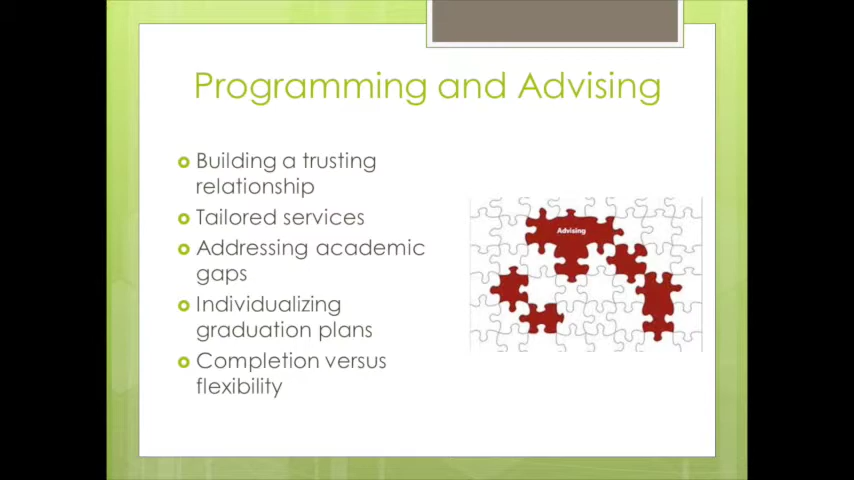 Programming and Advising
Building a trusting
relationship
Tailored services
Addressing academic
gaps
Individualizing
graduation plans
Completion versus
flexibility
Advising